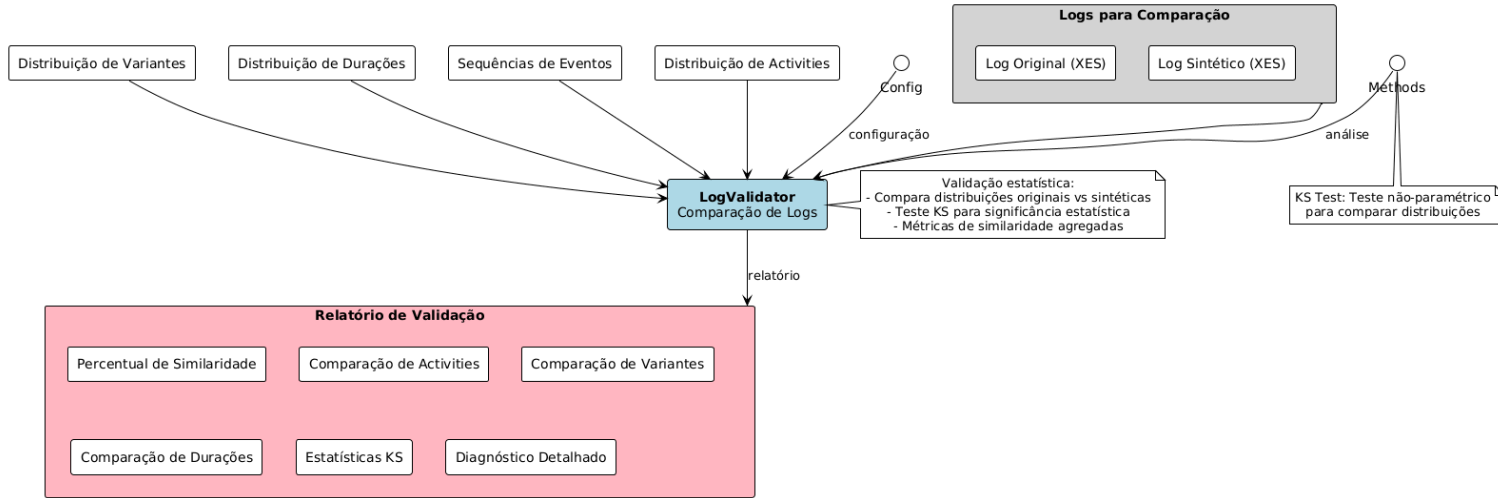 Logs para Comparação
Distribuição de Variantes
Distribuição de Durações
Sequências de Eventos
Distribuição de Activities
Log Original (XES)
Log Sintético (XES)
Config
Methods
configuração
análise
LogValidator
Comparação de Logs
Validação estatística:
- Compara distribuições originais vs sintéticas
- Teste KS para significância estatística
- Métricas de similaridade agregadas
KS Test: Teste não-paramétrico
para comparar distribuições
relatório
Relatório de Validação
Percentual de Similaridade
Comparação de Activities
Comparação de Variantes
Comparação de Durações
Estatísticas KS
Diagnóstico Detalhado